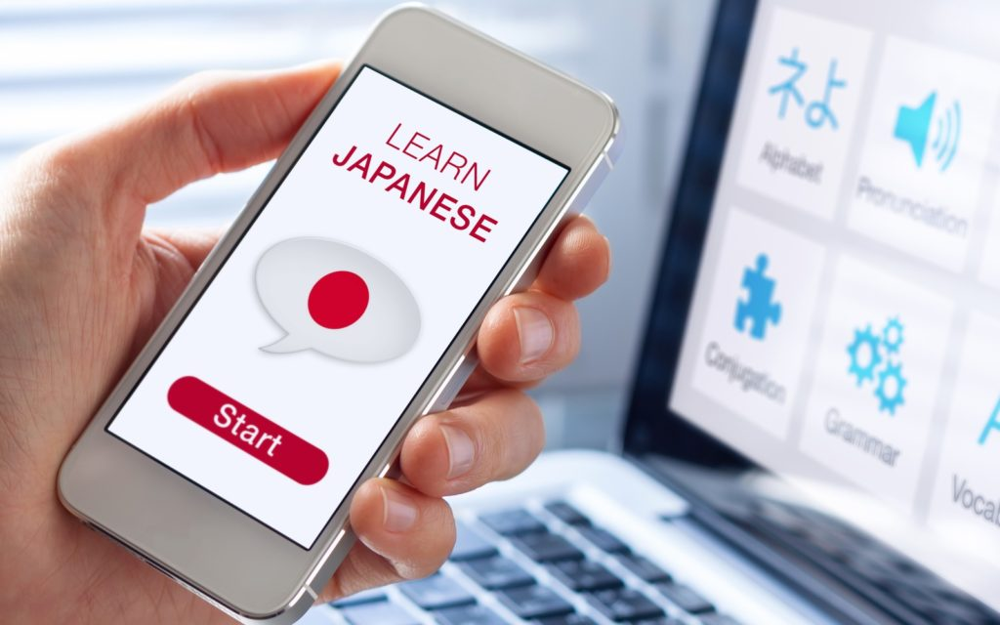 LEARN
JAPANESE
Start
ネよ
Alphabet
Pronunciation
Conjugation
Grammar